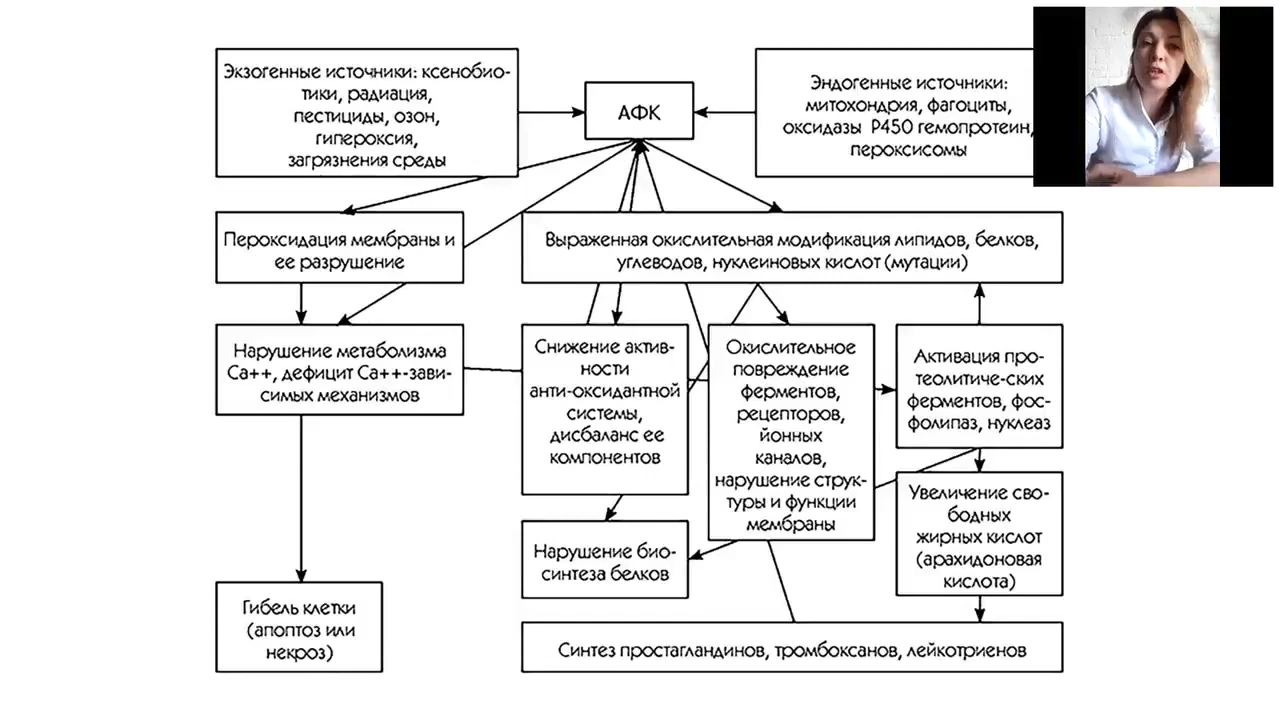 Экзогенные источники: ксенобио-
тики, радиация,
пестициды, озон,
гипероксия,
загрязнения среды
АФК
Эндогенные источники:
митохондрия, фагоциты,
оксидазы P450 гемопротеин,
пероксисомы
Пероксидация мембраны и
ее разрушение
Выраженная окислительная модификация липидов, белков,
углеводов, нуклеиновых кислот (мутации)
Нарушение метаболизма
Ca++, дефицит Ca++-зави-
симых механизмов
Снижение актив-
ности
анти-оксидантной
системы,
дисбаланс ее
компонентов
Окислительное
повреждение
ферментов,
рецепторов,
йонных
каналов,
нарушение струк-
туры и функции
мембраны
Активация про-
теолитиче-ских
ферментов, фос-
фолипаз, нуклеаз
Увеличение сво-
бодных
жирных кислот
(арахидоновая
кислота)
Нарушение био-
синтеза белков
Гибель клетки
(апоптоз или
некроз)
Синтез простагландинов, тромбоксанов, лейкотриенов